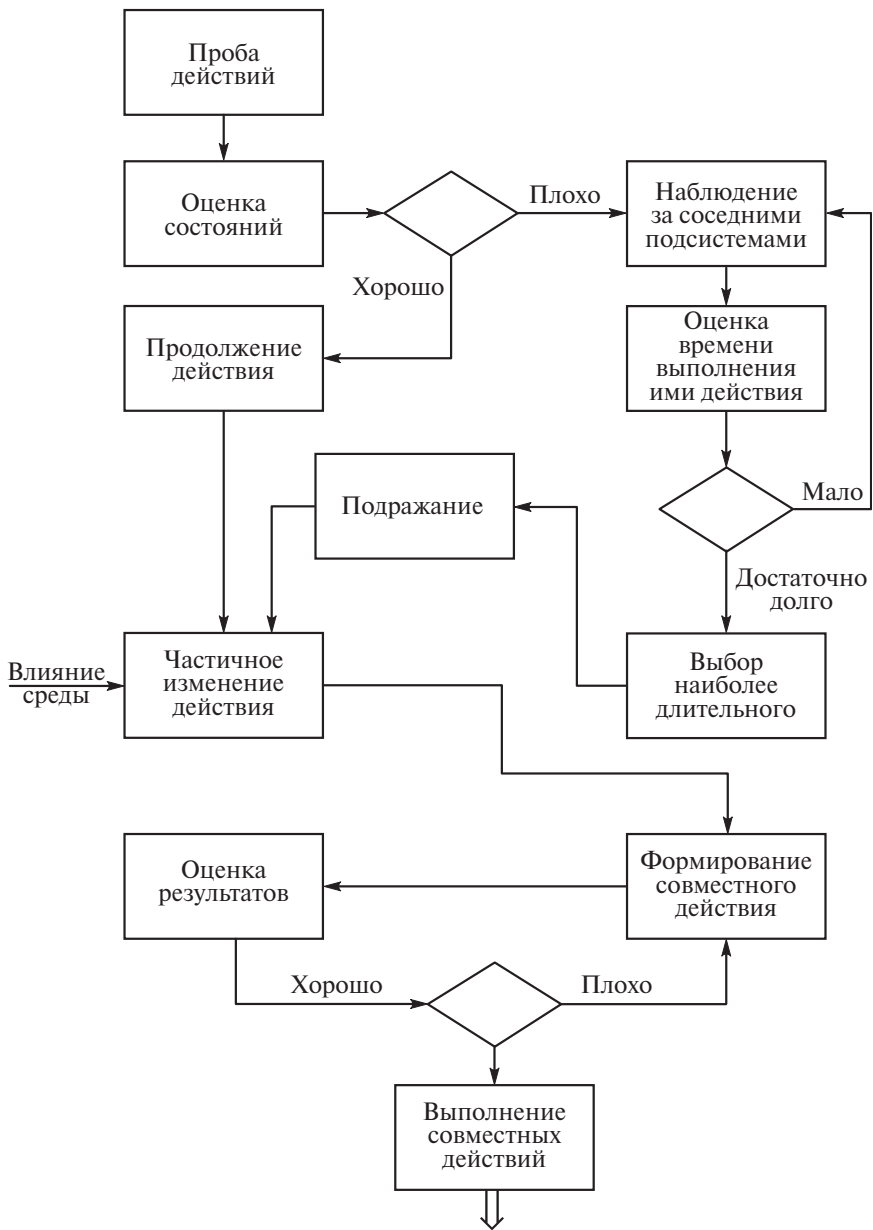 Проба
действий
Оценка
состояний
Плохо
Наблюдение
за соседними
подсистемами
Хорошо
Продолжение
действия
Оценка
времени
выполнения
ими действия
Мало
Подражание
Достаточно
долго
Влияние
среды
Частичное
изменение
действия
Выбор
наиболее
длительного
Оценка
результатов
Формирование
совместного
действия
Хорошо
Плохо
Выполнение
совместных
действий